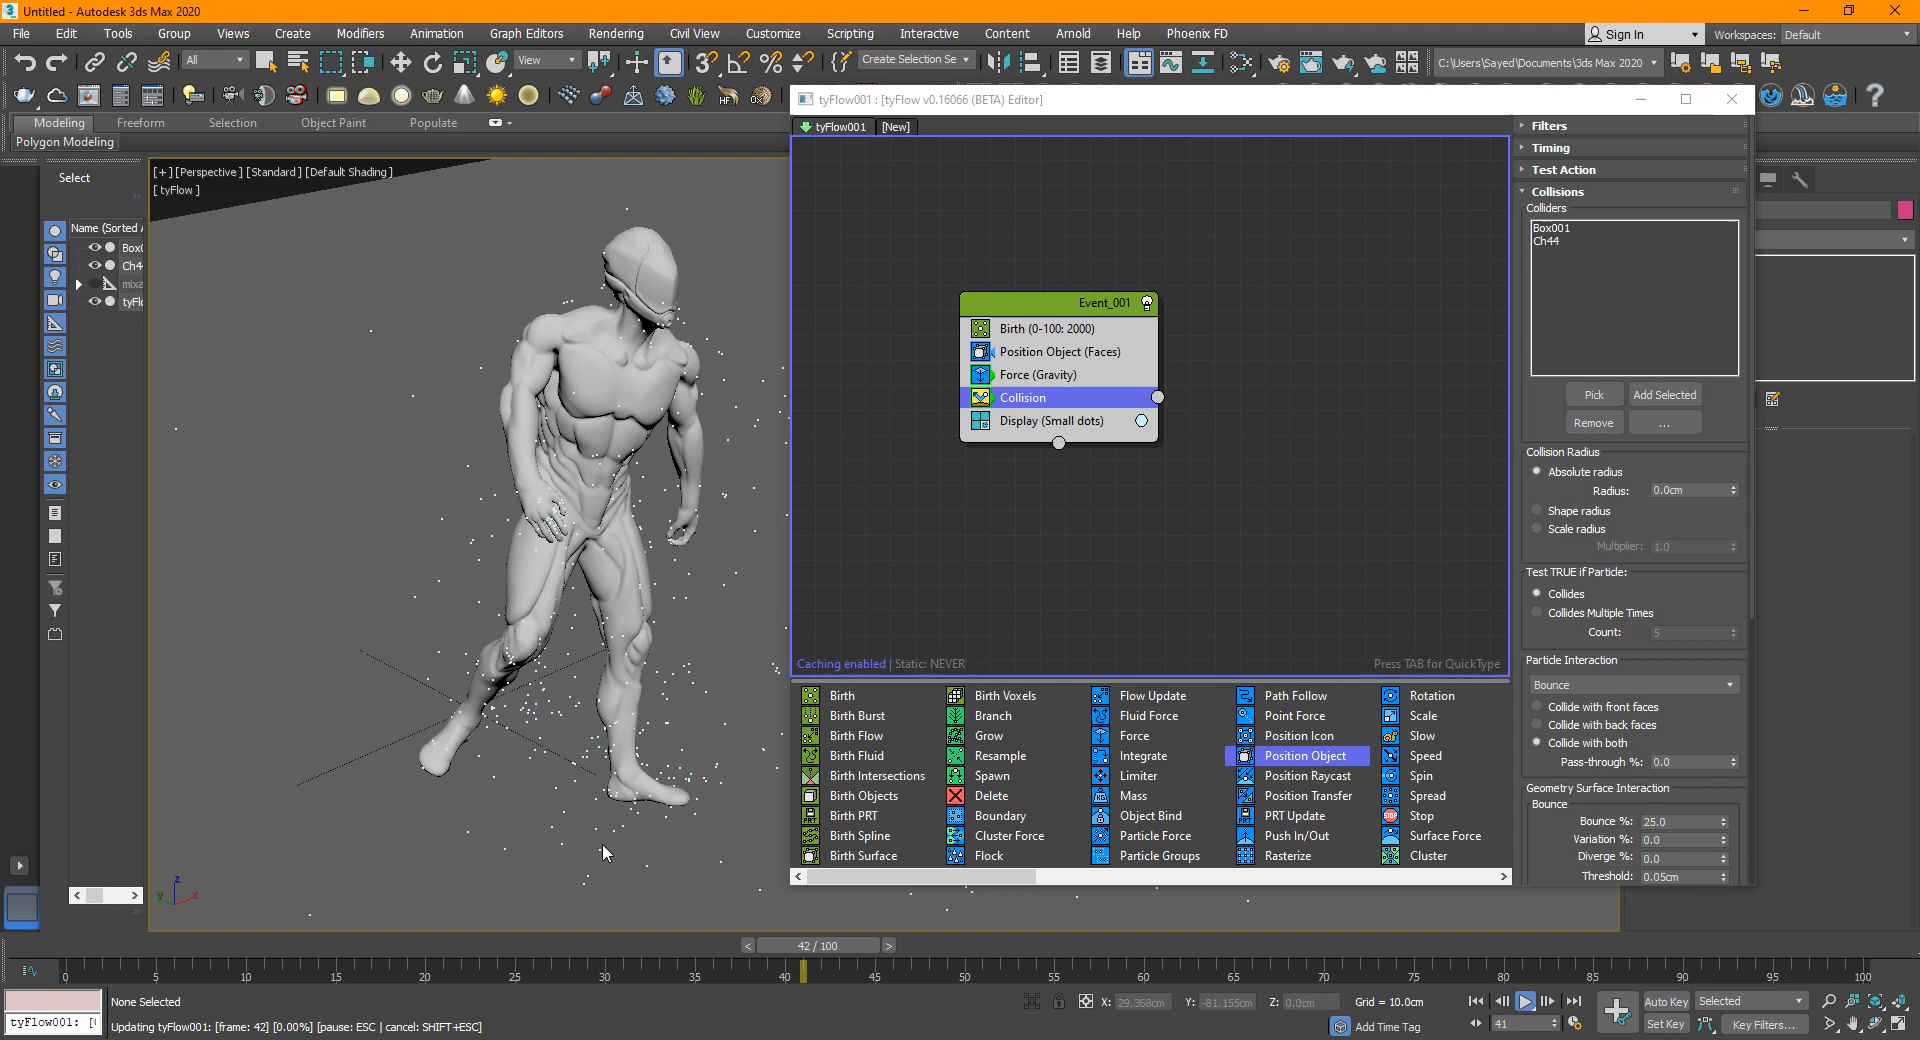 Untitled - Autodesk 3ds Max 2020
File Edit Tools Group Views Create Modifiers Animation Graph Editors Rendering Civil View Customize Scripting Interactive Content Arnold Help Phoenix FD
Sign In Workspaces: Default
All View Create Selection Se C:\Users\Sayed\Documents\3ds Max 2020
tyFlow001 : [tyFlow v0.16066 (BETA) Editor]
Modeling Freeform Selection Object Paint Populate
Polygon Modeling
tyFlow001 [New]
Select
Name (Sorted A
Box0
Ch4
mixa
tyFlo
[+] [Perspective ] [Standard ] [Default Shading ]
[ tyFlow ]
Event_001
Birth (0-100: 2000)
Position Object (Faces)
Force (Gravity)
Collision
Display (Small dots)
Caching enabled | Static: NEVER
Press TAB for QuickType
Birth Birth Voxels Flow Update Path Follow Rotation
Birth Burst Branch Fluid Force Point Force Scale
Birth Flow Grow Force Position Icon Slow
Birth Fluid Resample Integrate Position Object Speed
Birth Intersections Spawn Limiter Position Raycast Spin
Birth Objects Delete Mass Position Transfer Spread
Birth PRT Boundary Object Bind PRT Update Stop
Birth Spline Cluster Force Particle Force Push In/Out Surface Force
Birth Surface Flock Particle Groups Rasterize Cluster
Filters
Timing
Test Action
Collisions
Colliders
Box001
Ch44
Pick Add Selected
Remove ...
Collision Radius
Absolute radius
Radius: 0.0cm
Shape radius
Scale radius
Multiplier: 1.0
Test TRUE if Particle:
Collides
Collides Multiple Times
Count: 5
Particle Interaction
Bounce
Collide with front faces
Collide with back faces
Collide with both
Pass-through %: 0.0
Geometry Surface Interaction
Bounce
Bounce %: 25.0
Variation %: 0.0
Diverge %: 0.0
Threshold: 0.05cm
z
y x
< 42 / 100 >
0 5 10 15 20 25 30 35 40 45 50 55 60 65 70 75 80 85 90 95 100
None Selected
X: 29.368cm Y: -81.155cm Z: 0.0cm Grid = 10.0cm
Auto Key Selected
tyFlow001: [(
Updating tyFlow001: [frame: 42] [0.00%] [pause: ESC | cancel: SHIFT+ESC]
Add Time Tag
41
Set Key Key Filters...